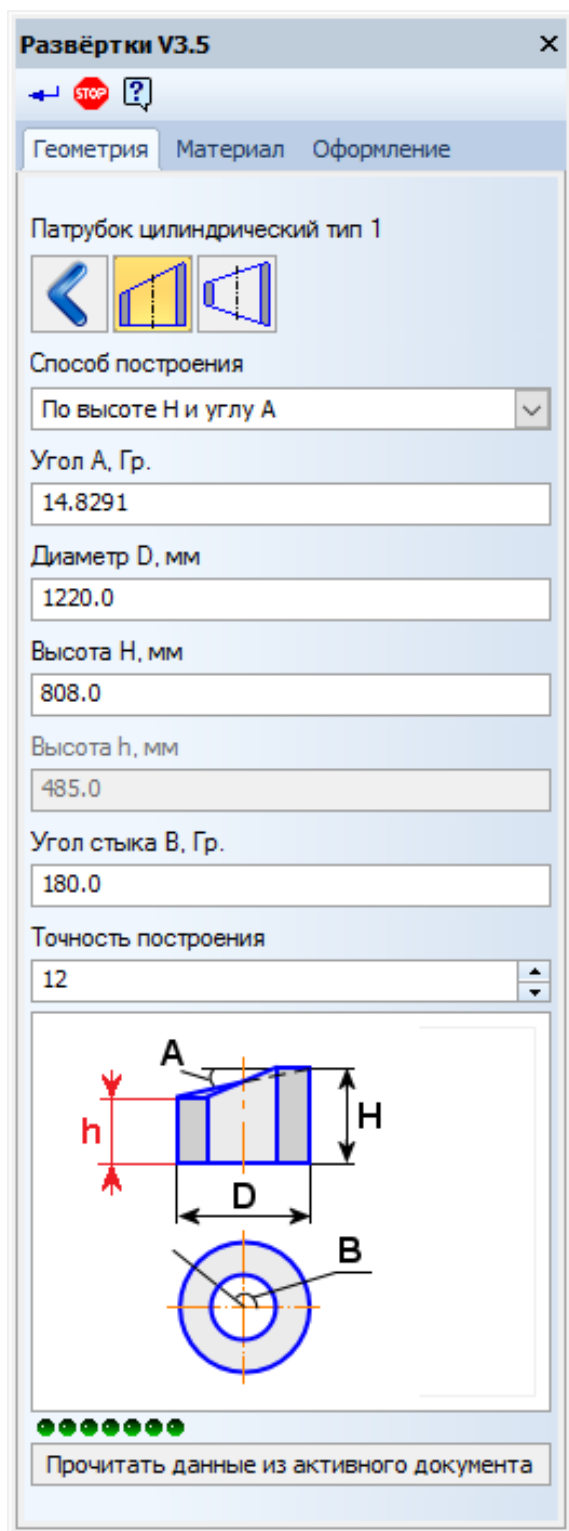 Развёртки V3.5
STOP
Геометрия Материал Оформление
Патрубок цилиндрический тип 1
Способ построения
По высоте H и углу A
Угол A, Гр.
14.8291
Диаметр D, мм
1220.0
Высота H, мм
808.0
Высота h, мм
485.0
Угол стыка B, Гр.
180.0
Точность построения
12
A
h
H
D
B
Прочитать данные из активного документа